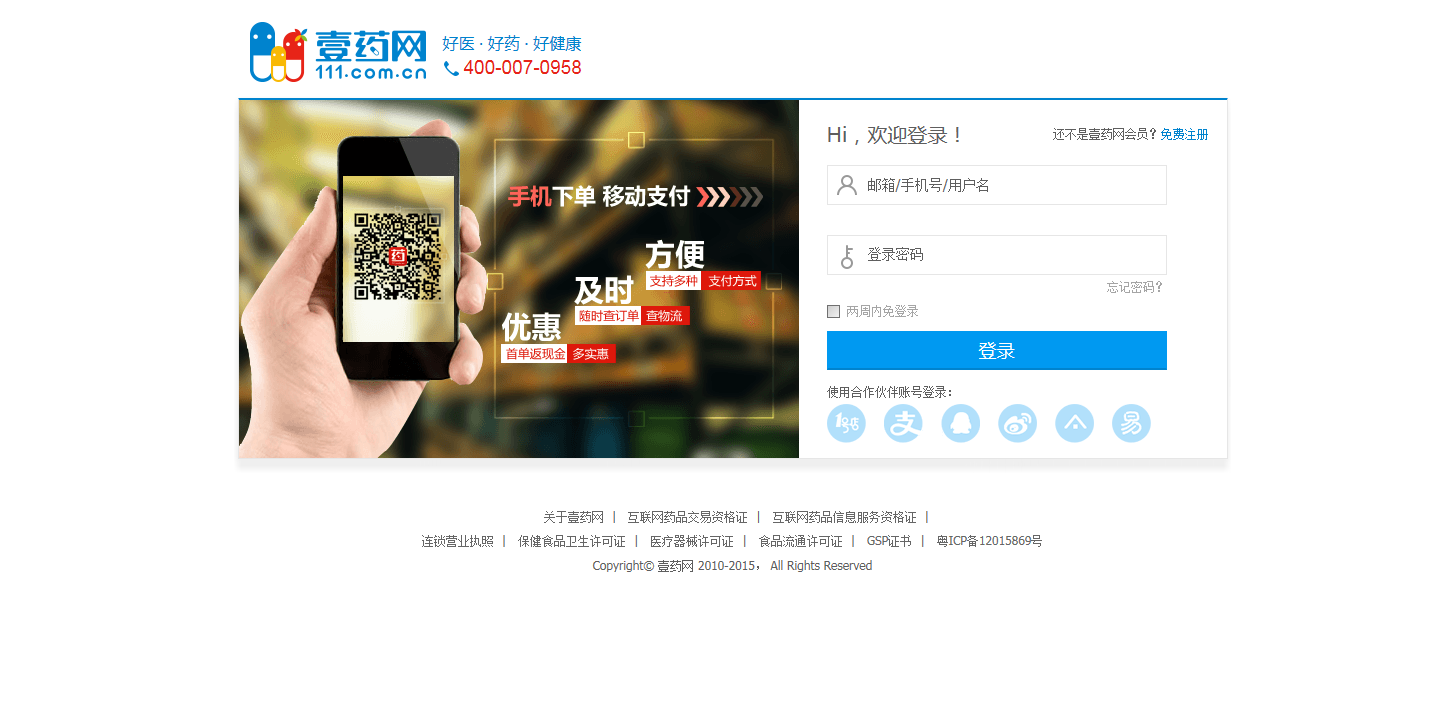 壹药网
111.com.cn
好医 · 好药 · 好健康
400-007-0958
手机下单 移动支付
方便
支持多种 支付方式
及时
随时查订单 查物流
优惠
首单返现金 多实惠
药
Hi，欢迎登录！
还不是壹药网会员？免费注册
邮箱/手机号/用户名
登录密码
忘记密码？
两周内免登录
登录
使用合作伙伴账号登录：
支
易
关于壹药网 | 互联网药品交易资格证 | 互联网药品信息服务资格证 |
连锁营业执照 | 保健食品卫生许可证 | 医疗器械许可证 | 食品流通许可证 | GSP证书 | 粤ICP备12015869号
Copyright© 壹药网 2010-2015， All Rights Reserved